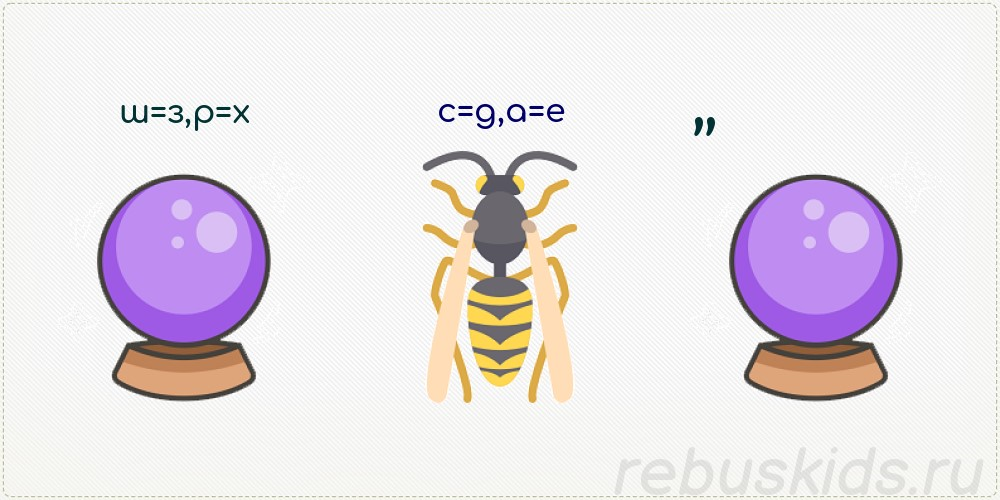 ш=з,р=х
с=д,а=е
,,
rebuskids.ru